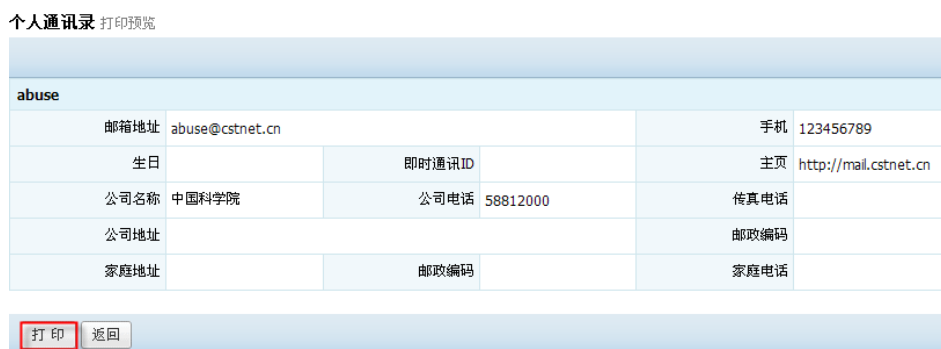 个人通讯录 打印预览
abuse
邮箱地址 abuse@cstnet.cn 手机 123456789
生日 即时通讯ID 主页 http://mail.cstnet.cn
公司名称 中国科学院 公司电话 58812000 传真电话
公司地址 邮政编码
家庭地址 邮政编码 家庭电话
打 印 返回